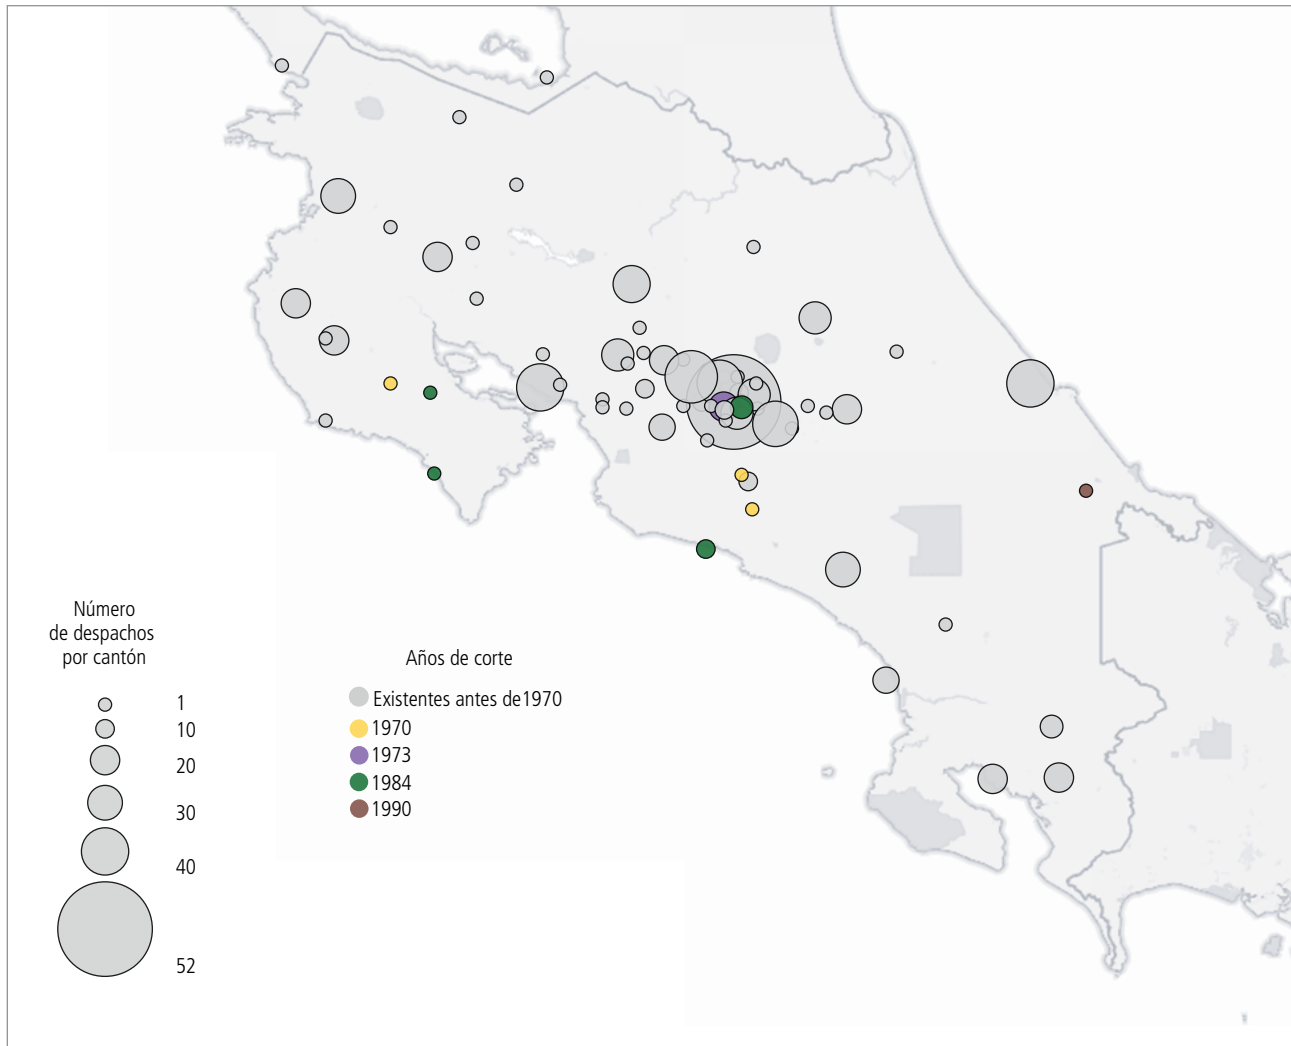 Número
de despachos
por cantón
1
10
20
30
40
52
Años de corte
Existentes antes de1970
1970
1973
1984
1990